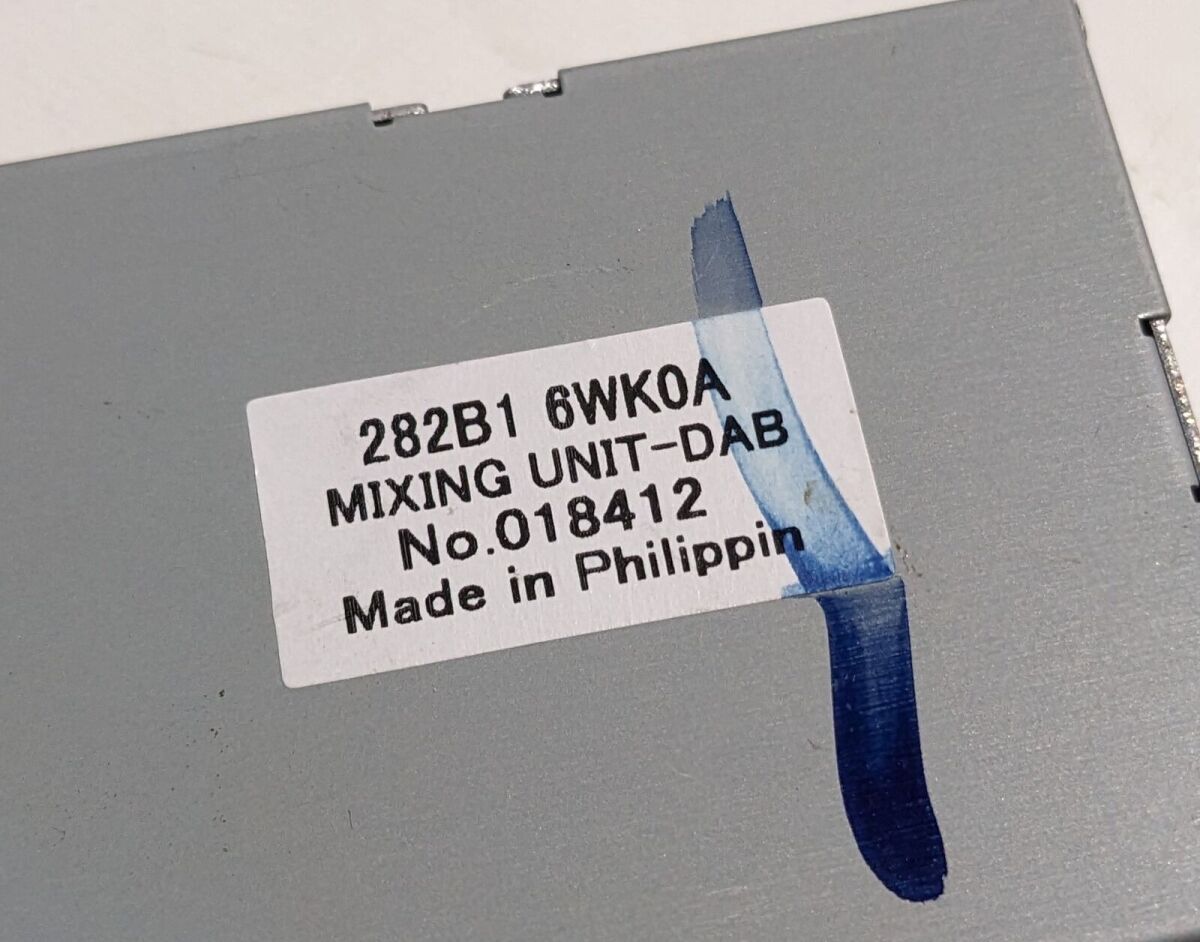 282B1 6WK0A
MIXING UNIT-DAB
No.018412
Made in Philippin